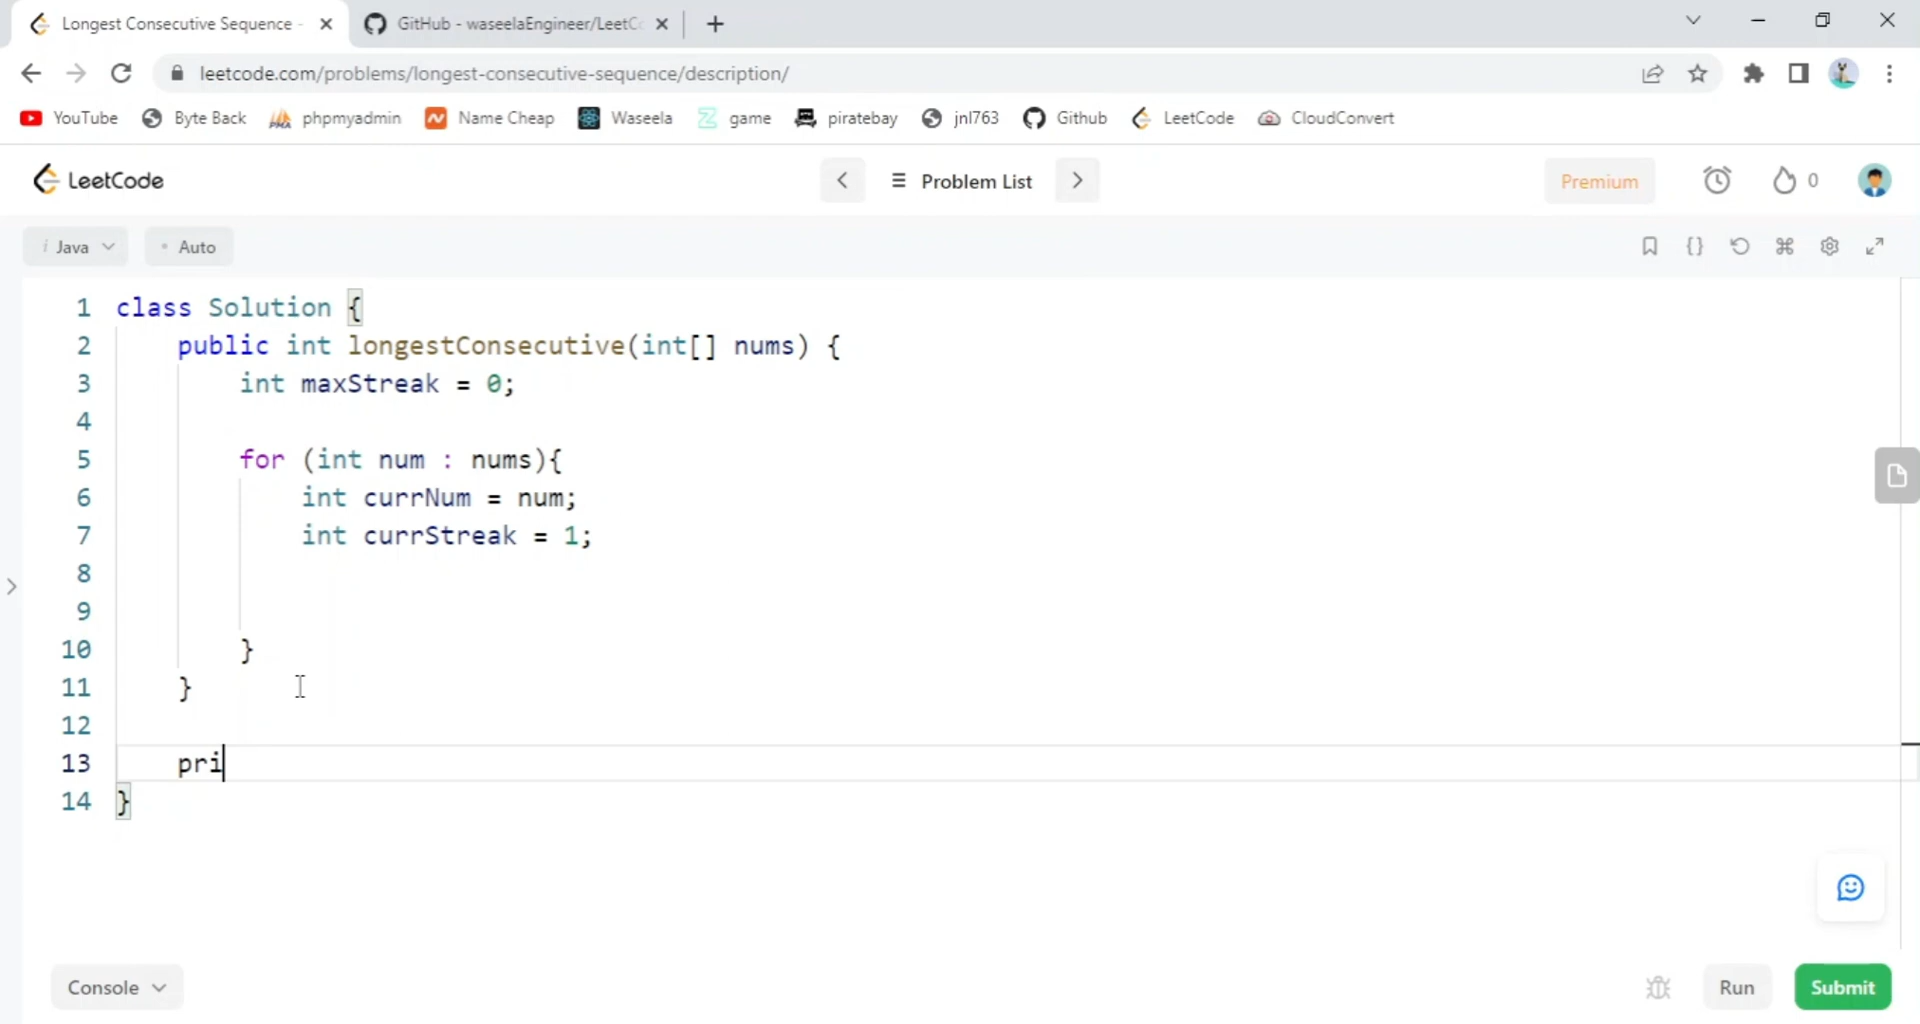 Longest Consecutive Sequence -
GitHub - waseelaEngineer/LeetC
leetcode.com/problems/longest-consecutive-sequence/description/
YouTube Byte Back phpmyadmin Name Cheap Waseela game piratebay jnl763 Github LeetCode CloudConvert
LeetCode Problem List Premium 0
i Java • Auto
1 class Solution {
2 public int longestConsecutive(int[] nums) {
3 int maxStreak = 0;
4
5 for (int num : nums){
6 int currNum = num;
7 int currStreak = 1;
8
9
10 }
11 }
12
13 pri
14 }
Console Run Submit